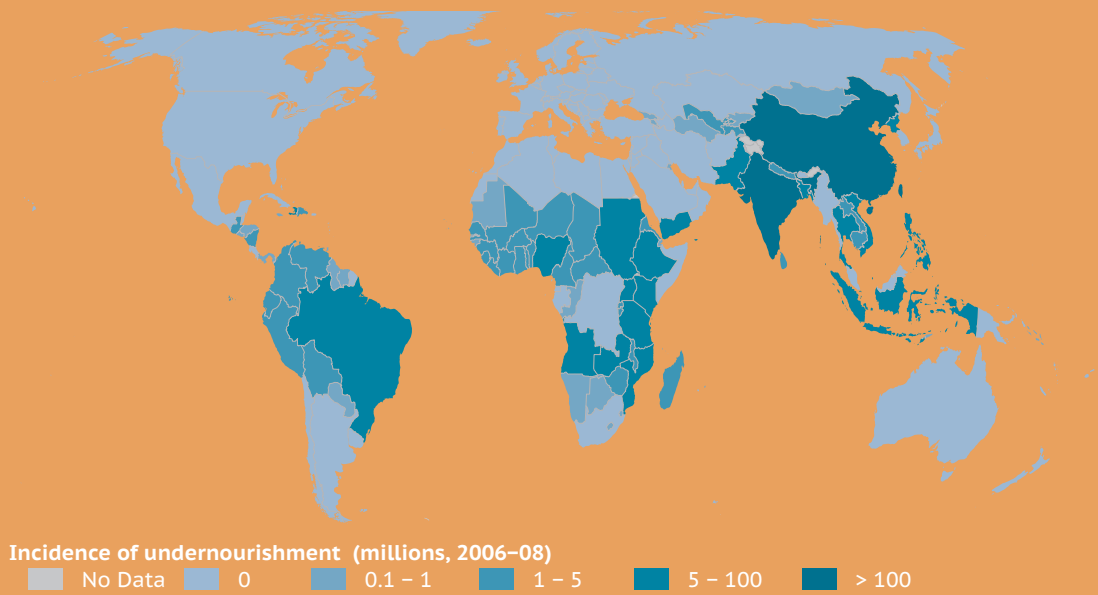 Incidence of undernourishment (millions, 2006–08)
No Data 0 0.1 – 1 1 – 5 5 – 100 > 100